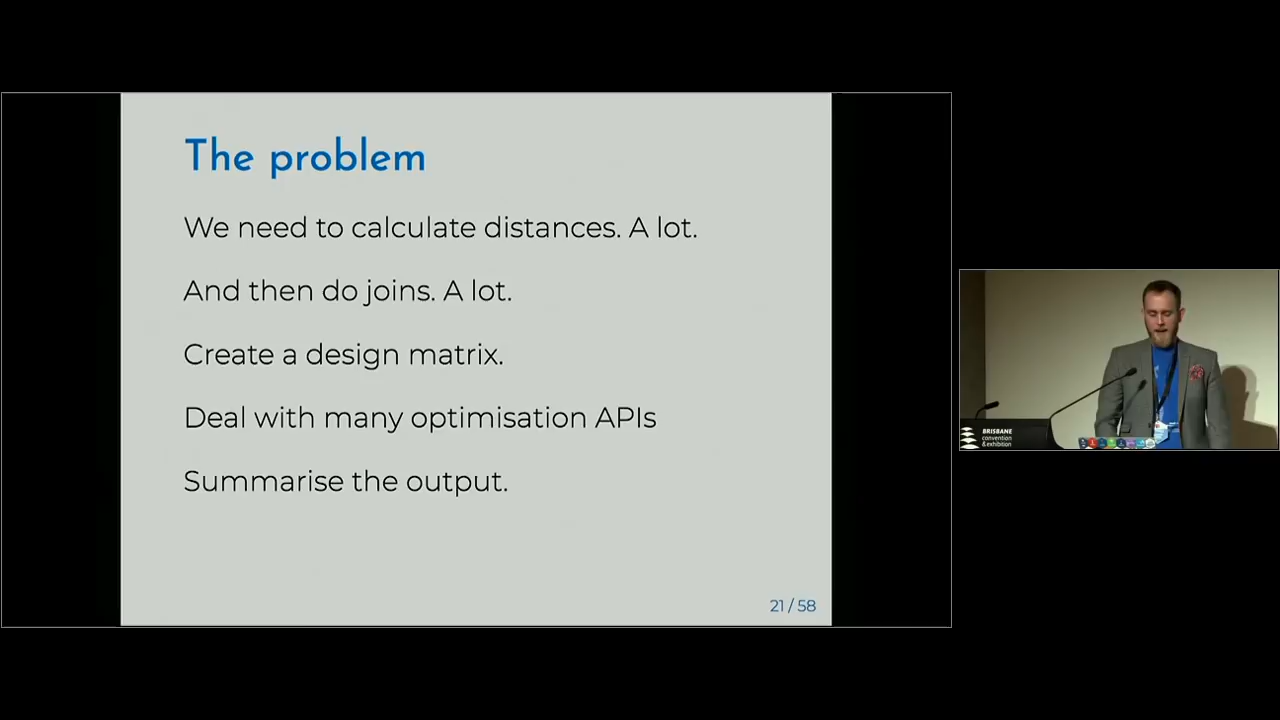 The problem
We need to calculate distances. A lot.
And then do joins. A lot.
Create a design matrix.
Deal with many optimisation APIs
Summarise the output.
21 / 58
BRISBANE
convention
& exhibition